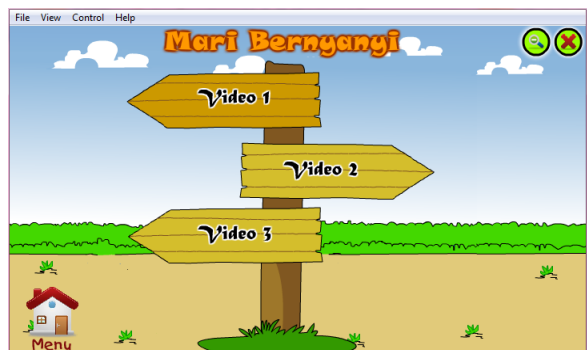 File View Control Help
Mari Bernyanyi
Video 1
Video 2
Video 3
Menu